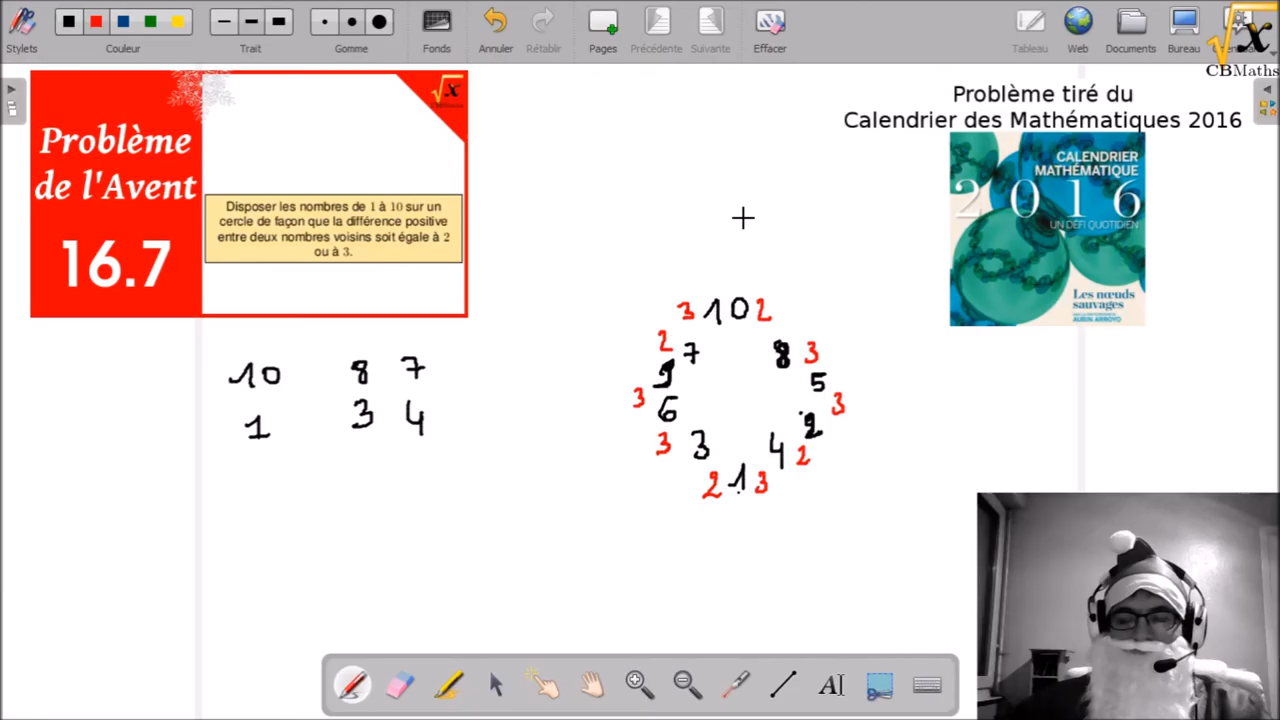 Stylets
Couleur
Trait
Gomme
Fonds
Annuler
Rétablir
Pages
Précédente
Suivante
Effacer
Tableau
Web
Documents
Bureau
√x
CBMaths
Problème
de l'Avent
16.7
√x
Disposer les nombres de 1 à 10 sur un
cercle de façon que la différence positive
entre deux nombres voisins soit égale à 2
ou à 3.
Problème tiré du
Calendrier des Mathématiques 2016
CALENDRIER
MATHÉMATIQUE
2016
UN DÉFI QUOTIDIEN
Les nœuds
sauvages
AUBIN ARROYO
10 8 7
1 3 4
3 10 2
2 7 8 3
9 5
3 6 2 3
3 3 4 2
2 1 3
AI